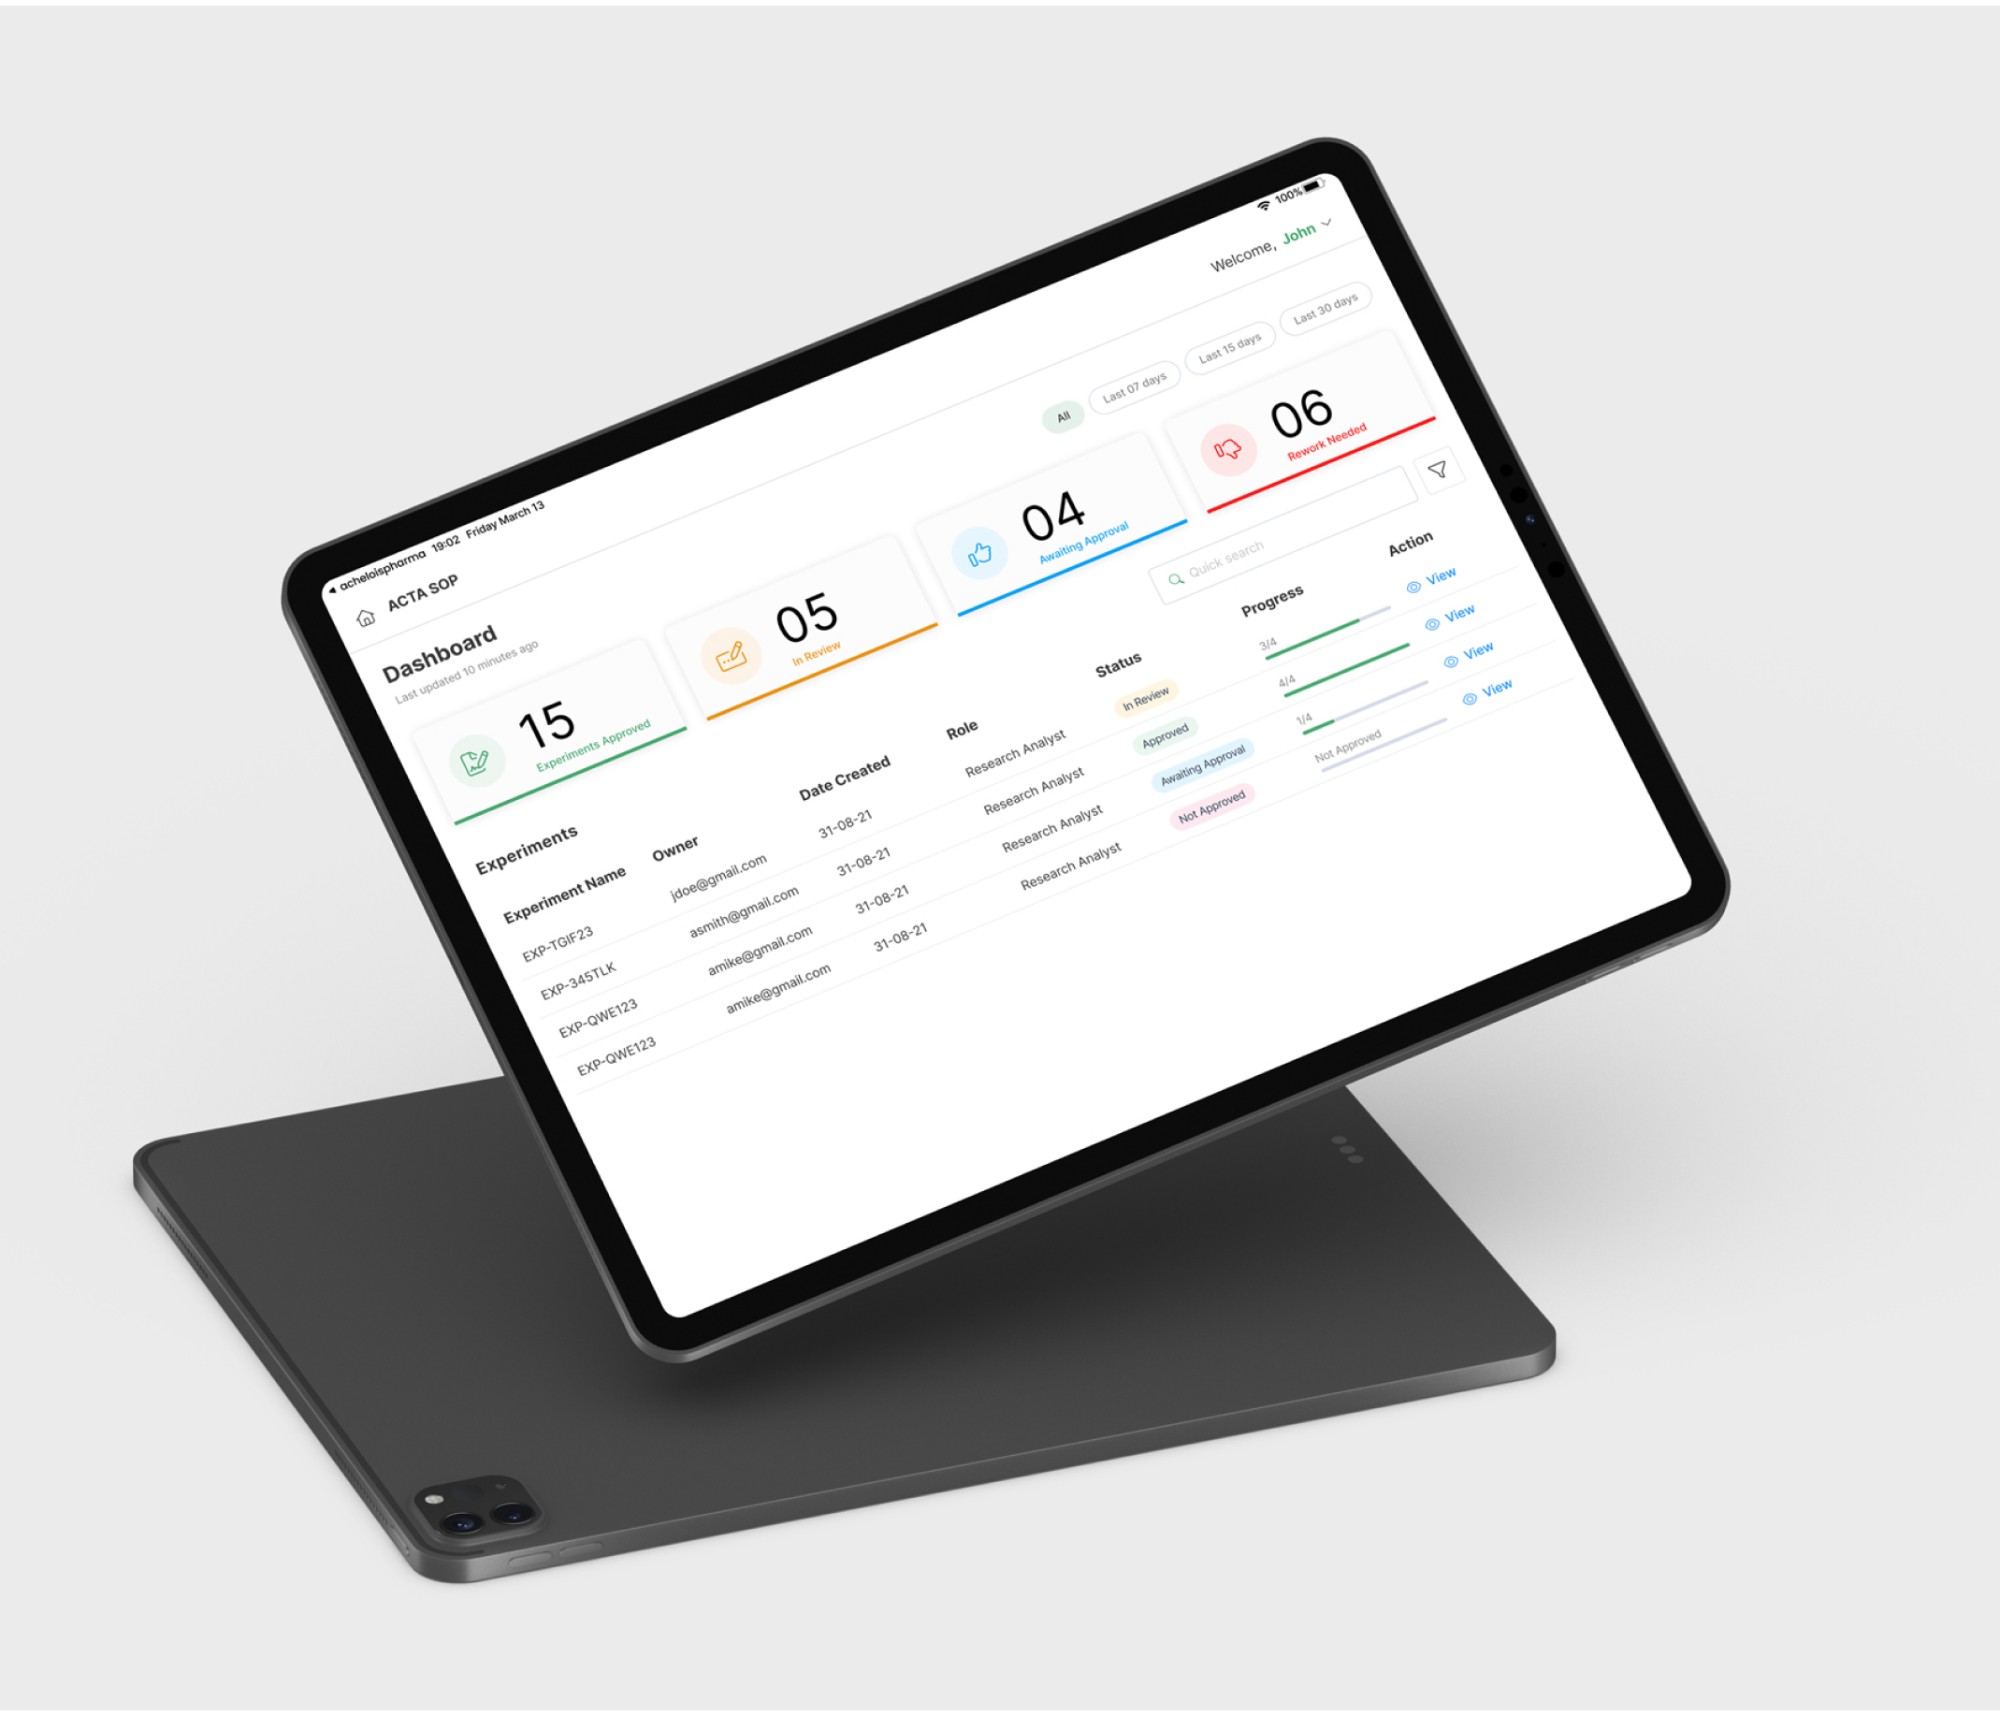 ◀ acheloispharma 19:02 Friday March 13
100%
ACTA SOP
Welcome, John
Dashboard
Last updated 10 minutes ago
All
Last 07 days
Last 15 days
Last 30 days
15
Experiments Approved
05
In Review
04
Awaiting Approval
06
Rework Needed
Experiments
Quick search
Experiment Name Owner Date Created Role Status Progress Action
EXP-TGIF23 jdoe@gmail.com 31-08-21 Research Analyst In Review 3/4 View
EXP-345TLK asmith@gmail.com 31-08-21 Research Analyst Approved 4/4 View
EXP-QWE123 amike@gmail.com 31-08-21 Research Analyst Awaiting Approval 1/4 View
EXP-QWE123 amike@gmail.com 31-08-21 Research Analyst Not Approved Not Approved View